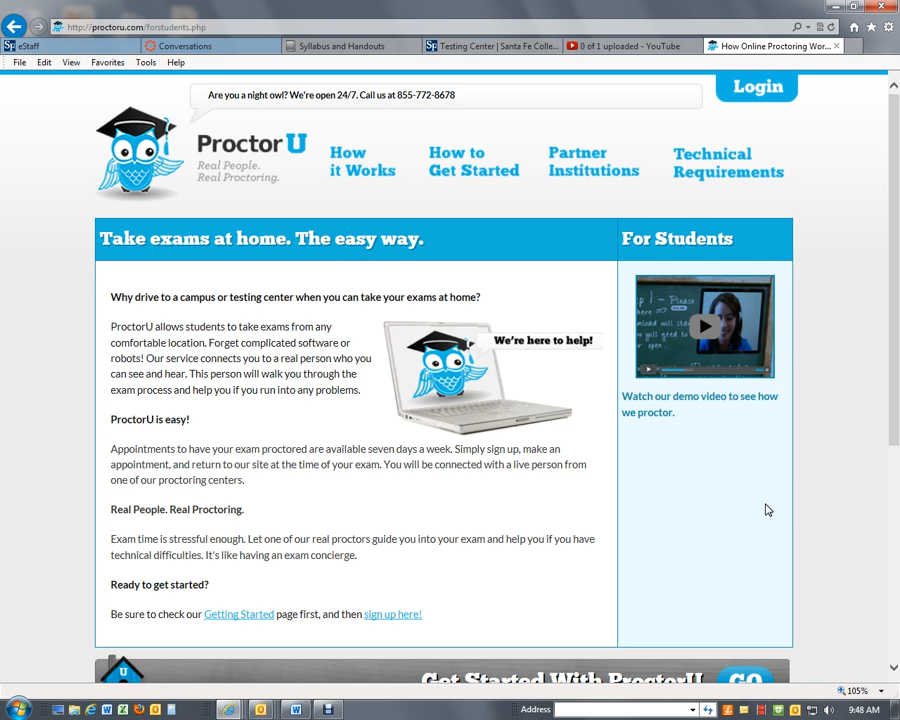 http://proctoru.com/forstudents.php
eStaff
Conversations
Syllabus and Handouts
Testing Center | Santa Fe Colle...
0 of 1 uploaded - YouTube
How Online Proctoring Wor...
File Edit View Favorites Tools Help
Are you a night owl? We're open 24/7. Call us at 855-772-8678
Login
ProctorU
Real People.
Real Proctoring.
How
it Works
How to
Get Started
Partner
Institutions
Technical
Requirements
Take exams at home. The easy way.
For Students
Why drive to a campus or testing center when you can take your exams at home?
ProctorU allows students to take exams from any
comfortable location. Forget complicated software or
robots! Our service connects you to a real person who you
can see and hear. This person will walk you through the
exam process and help you if you run into any problems.
We're here to help!
Watch our demo video to see how
we proctor.
ProctorU is easy!
Appointments to have your exam proctored are available seven days a week. Simply sign up, make an
appointment, and return to our site at the time of your exam. You will be connected with a live person from
one of our proctoring centers.
Real People. Real Proctoring.
Exam time is stressful enough. Let one of our real proctors guide you into your exam and help you if you have
technical difficulties. It's like having an exam concierge.
Ready to get started?
Be sure to check our Getting Started page first, and then sign up here!
U
Get Started With ProctorU
GO
105%
Address
9:48 AM